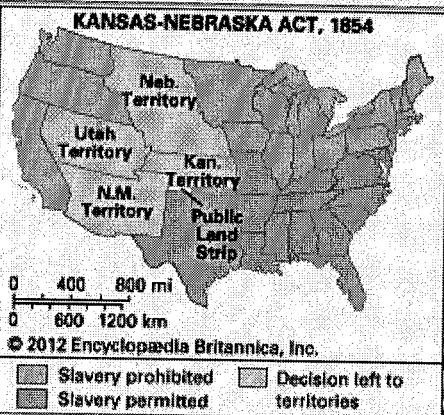 KANSAS-NEBRASKA ACT, 1854
Neb.
Territory
Utah
Territory
Kan.
Territory
N.M.
Territory
Public
Land
Strip
0 400 800 mi
0 600 1200 km
© 2012 Encyclopædia Britannica, Inc.
Slavery prohibited
Slavery permitted
Decision left to
territories